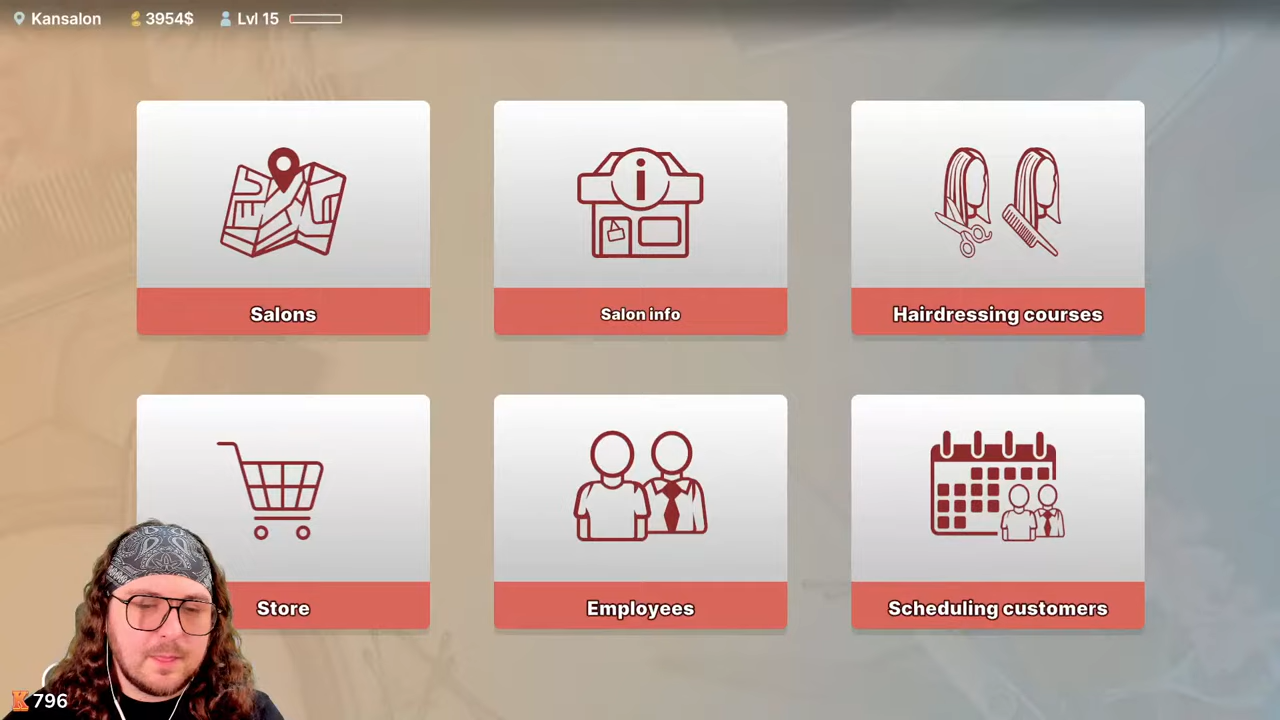 Kansalon 3954$ Lvl 15
Salons
Salon info
Hairdressing courses
Store
Employees
Scheduling customers
K 796